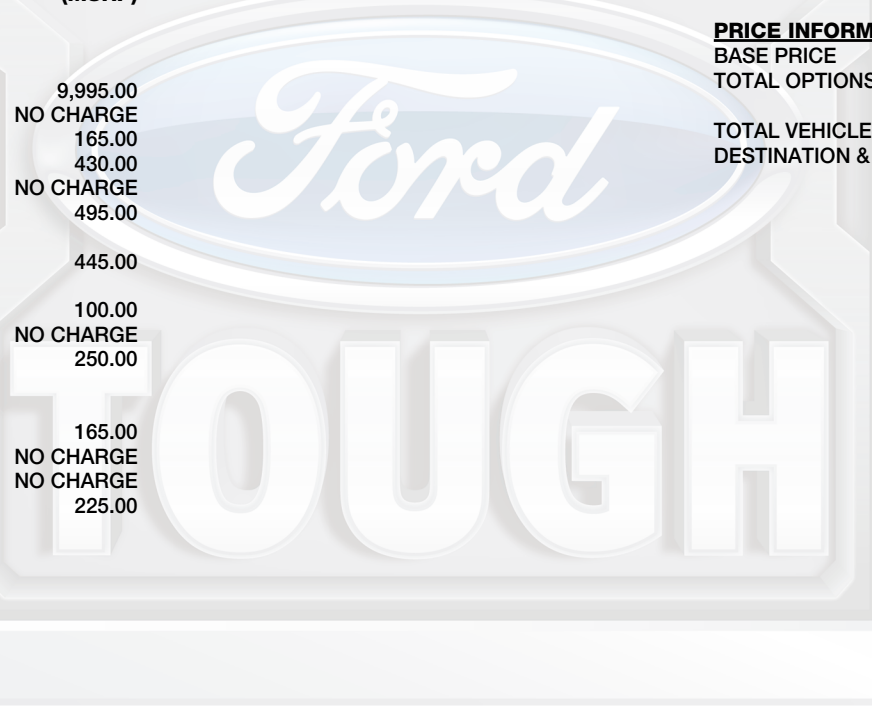 (MSRP)
9,995.00
NO CHARGE
165.00
430.00
NO CHARGE
495.00
445.00
100.00
NO CHARGE
250.00
165.00
NO CHARGE
NO CHARGE
225.00
PRICE INFORM
BASE PRICE
TOTAL OPTIONS
TOTAL VEHICLE
DESTINATION &
Ford
TOUGH